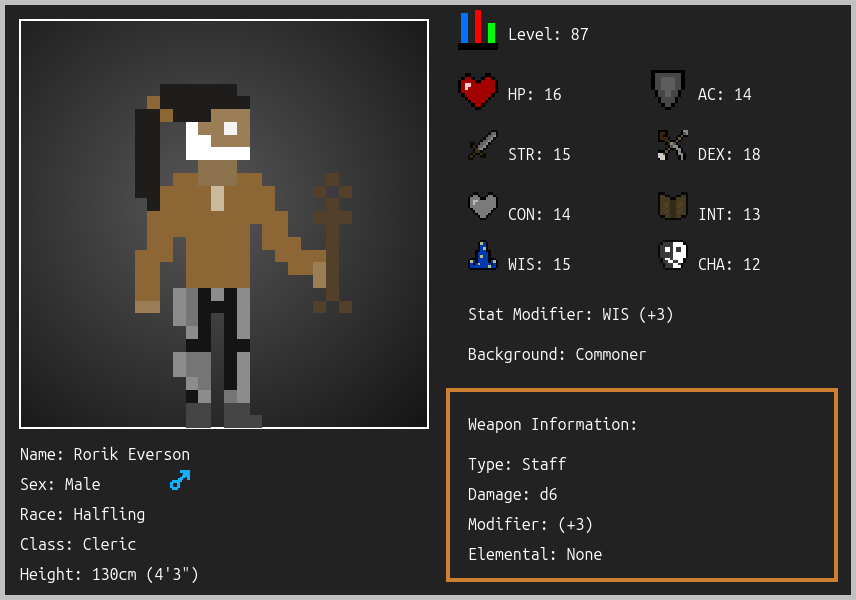 Level: 87
HP: 16
AC: 14
STR: 15
DEX: 18
CON: 14
INT: 13
WIS: 15
CHA: 12
Stat Modifier: WIS (+3)
Background: Commoner
Weapon Information:
Type: Staff
Damage: d6
Modifier: (+3)
Elemental: None
Name: Rorik Everson
Sex: Male
Race: Halfling
Class: Cleric
Height: 130cm (4'3")